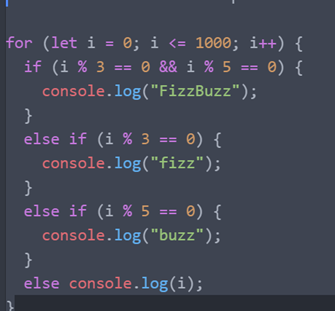 for (let i = 0; i <= 1000; i++) {
  if (i % 3 == 0 && i % 5 == 0) {
    console.log("FizzBuzz");
  }
  else if (i % 3 == 0) {
    console.log("fizz");
  }
  else if (i % 5 == 0) {
    console.log("buzz");
  }
  else console.log(i);
}